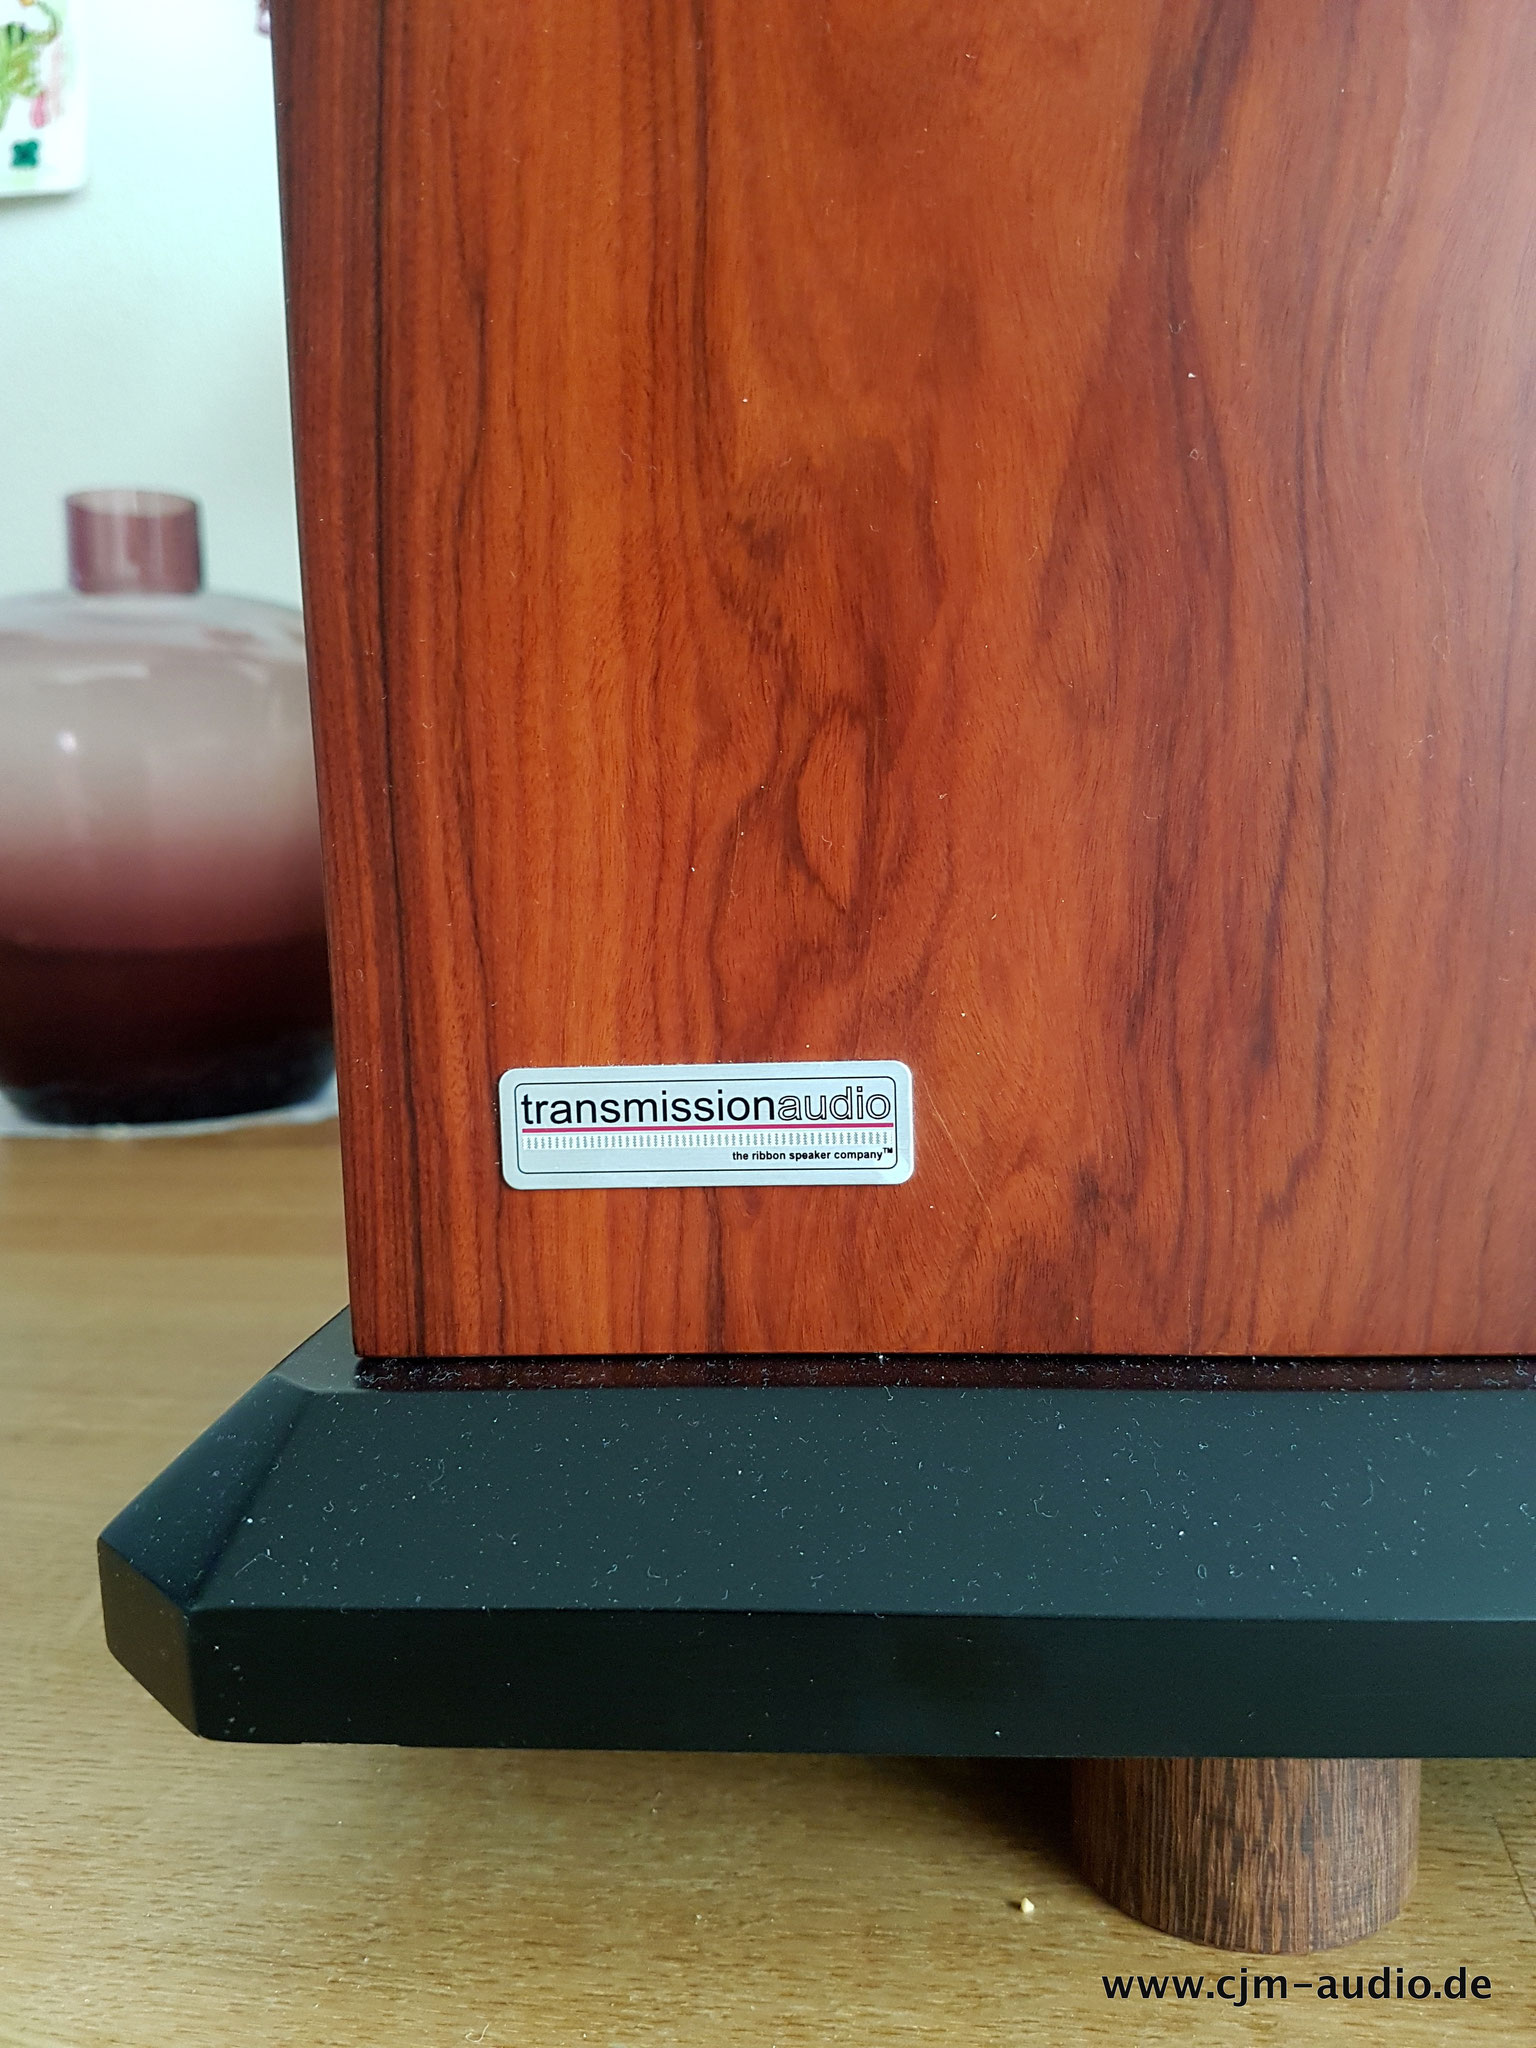 transmissionaudio
the ribbon speaker company™
www.cjm-audio.de